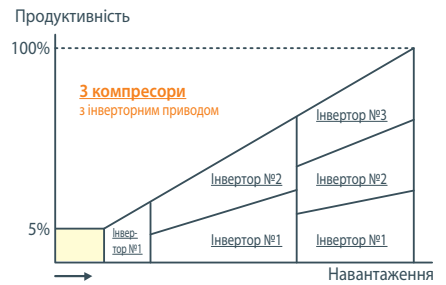 Продуктивність
100%
3 компресори
з інверторним приводом
Інвертор №3
Інвертор №2
Інвертор №2
5%
Інвер-
тор №1
Інвертор №1
Інвертор №1
Навантаження